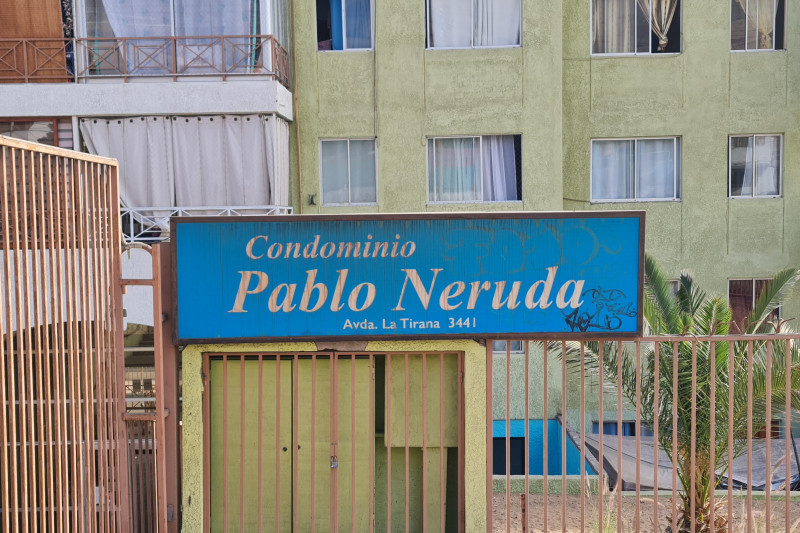 Condominio
Pablo Neruda
Avda. La Tirana 3441